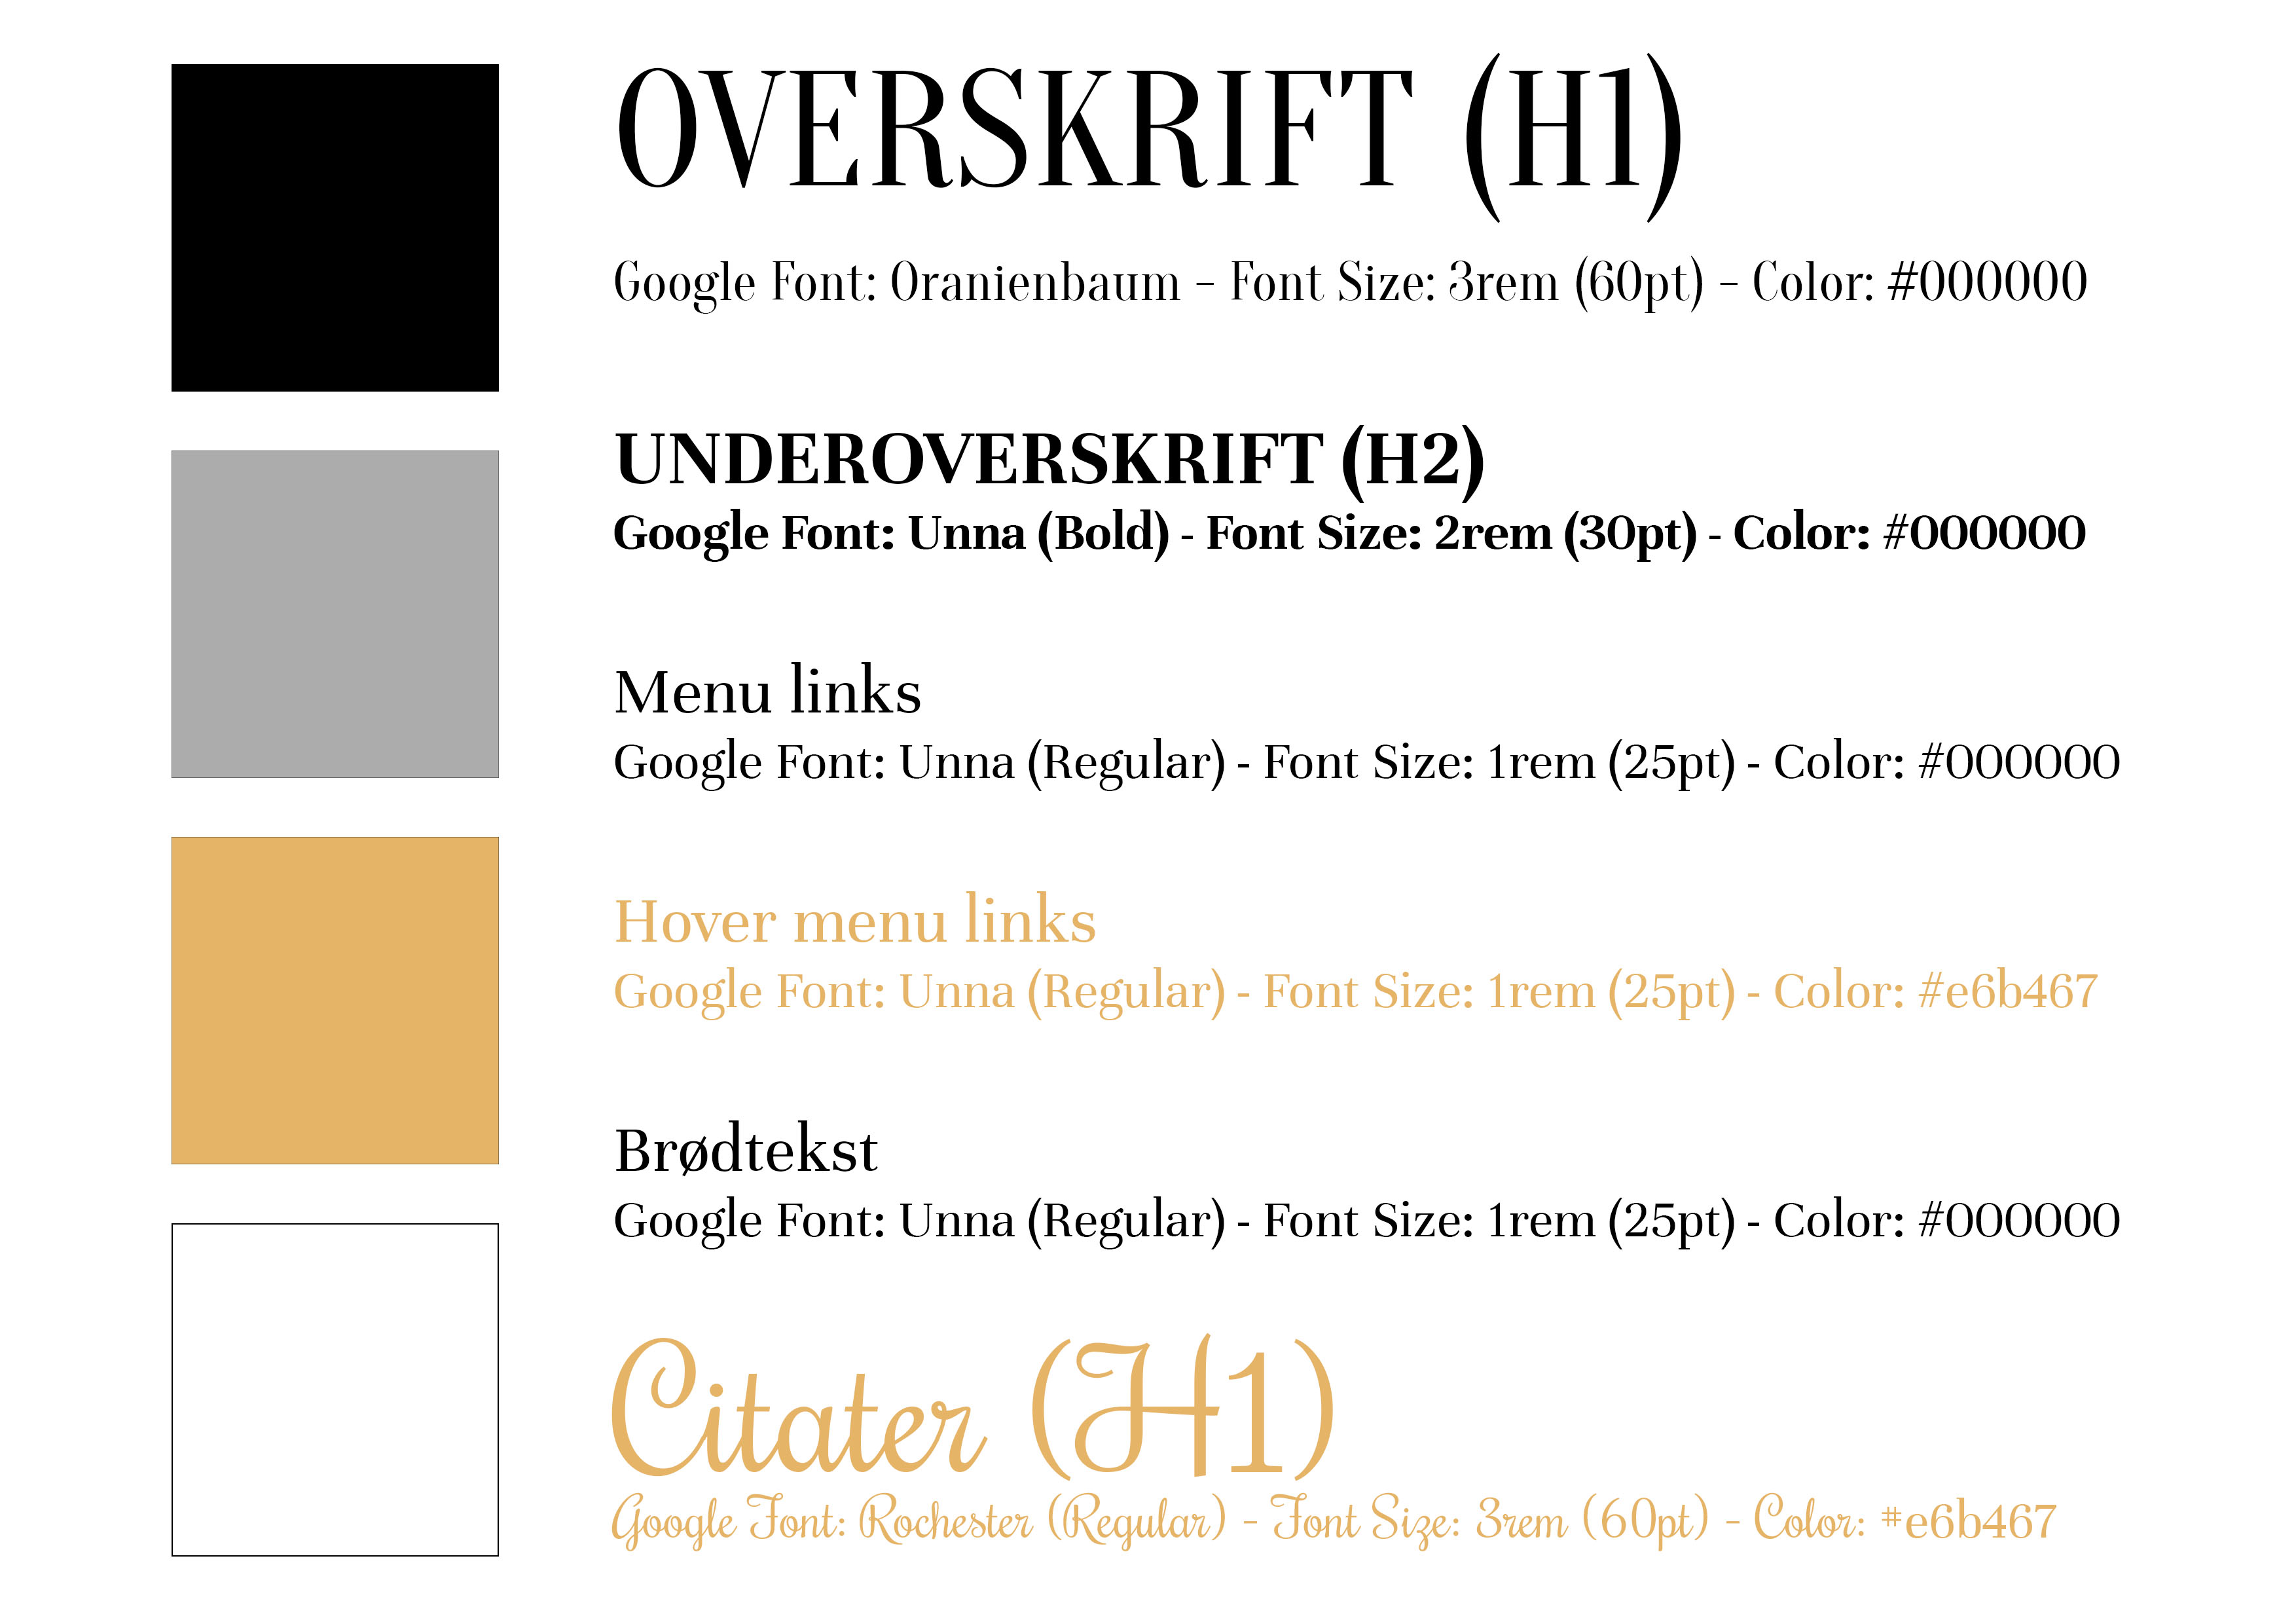 OVERSKRIFT (H1)
Google Font: Oranienbaum - Font Size: 3rem (60pt) - Color: #000000
UNDEROVERSKRIFT (H2)
Google Font: Unna (Bold) - Font Size: 2rem (30pt) - Color: #000000
Menu links
Google Font: Unna (Regular) - Font Size: 1rem (25pt) - Color: #000000
Hover menu links
Google Font: Unna (Regular) - Font Size: 1rem (25pt) - Color: #e6b467
Brødtekst
Google Font: Unna (Regular) - Font Size: 1rem (25pt) - Color: #000000
Citater (H1)
Google Font: Rochester (Regular) - Font Size: 3rem (60pt) - Color: #e6b467